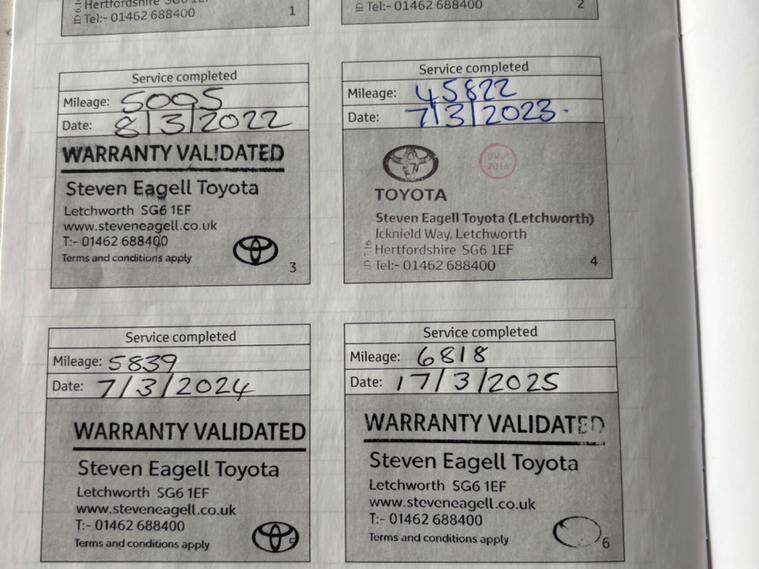 Hertfordshire
Tel:- 01462 688400
1
Tel:- 01462 688400
2
Service completed
Mileage: 5095
Date: 8/3/2022
WARRANTY VALIDATED
Steven Eagell Toyota
Letchworth SG6 1EF
www.steveneagell.co.uk
T:- 01462 688400
Terms and conditions apply
3
Service completed
Mileage: 45822
Date: 7/3/2023.
TOYOTA
Steven Eagell Toyota (Letchworth)
Icknield Way, Letchworth
Hertfordshire SG6 1EF
Tel:- 01462 688400
4
Service completed
Mileage: 5839
Date: 7/3/2024
WARRANTY VALIDATED
Steven Eagell Toyota
Letchworth SG6 1EF
www.steveneagell.co.uk
T:- 01462 688400
Terms and conditions apply
Service completed
Mileage: 6818
Date: 17/3/2025
WARRANTY VALIDATED
Steven Eagell Toyota
Letchworth SG6 1EF
www.steveneagell.co.uk
T:- 01462 688400
Terms and conditions apply
6